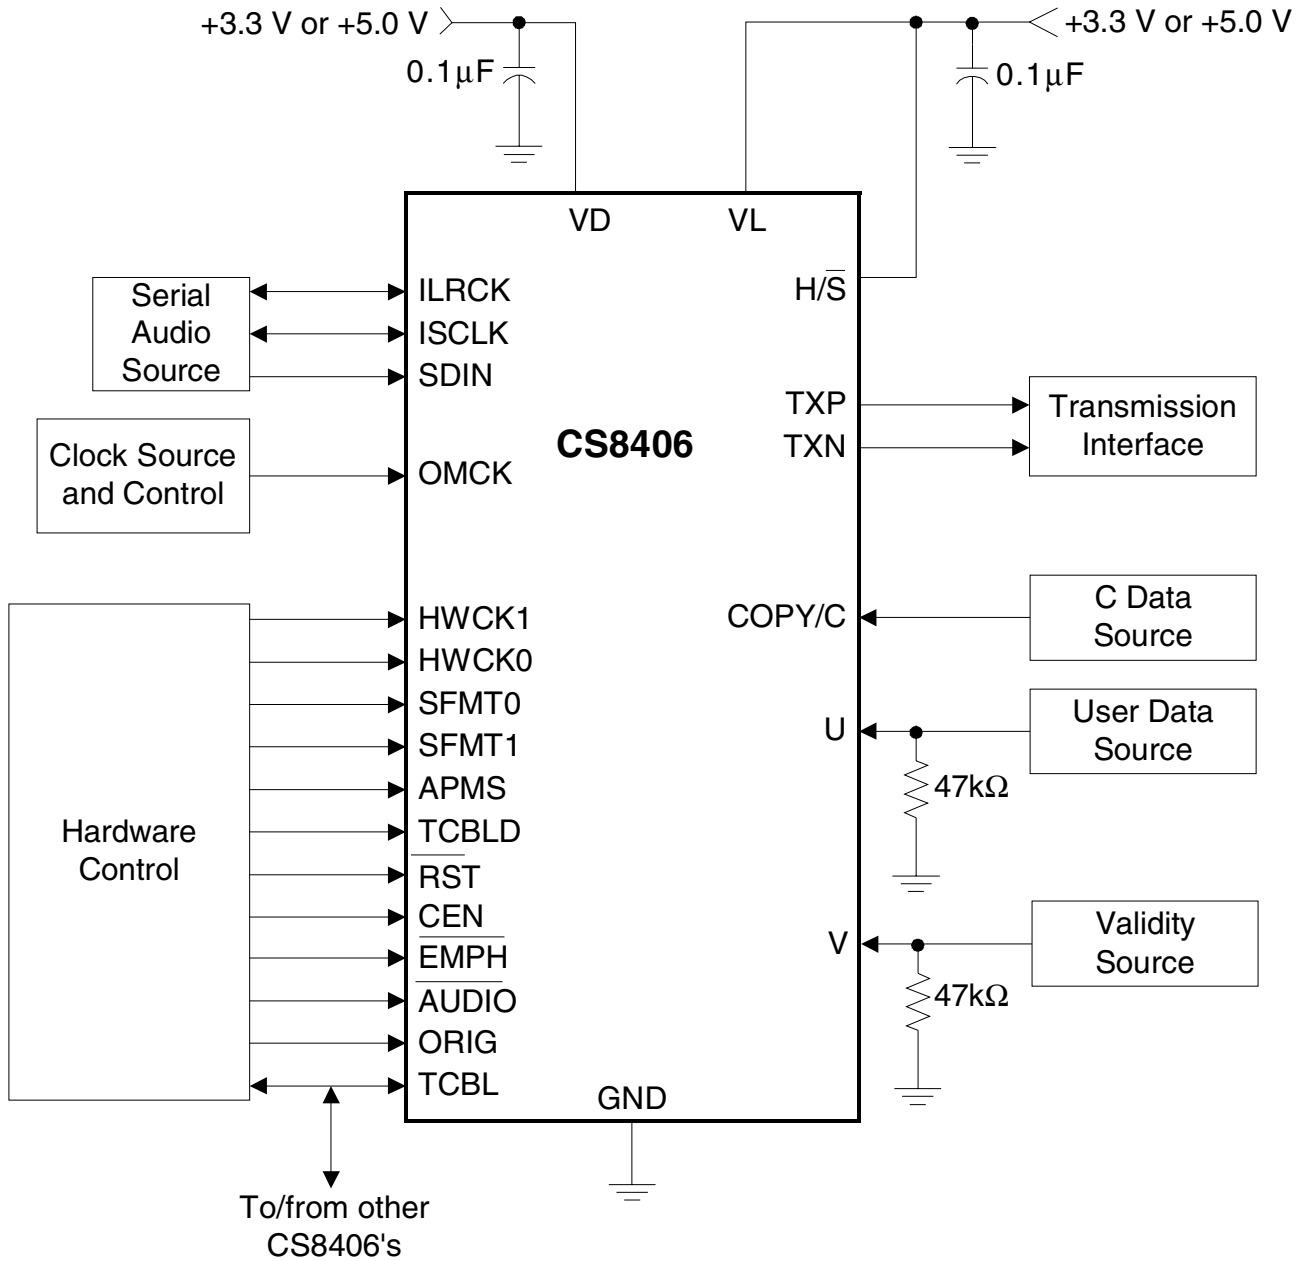 +3.3 V or +5.0 V
+3.3 V or +5.0 V
0.1µF
0.1µF
VD
VL
Serial
Audio
Source
ILRCK
ISCLK
SDIN
H/S̅
TXP
TXN
Transmission
Interface
CS8406
Clock Source
and Control
OMCK
C Data
Source
COPY/C
User Data
Source
U
47kΩ
Validity
Source
V
47kΩ
Hardware
Control
HWCK1
HWCK0
SFMT0
SFMT1
APMS
TCBLD
R̅S̅T̅
CEN
E̅M̅P̅H̅
A̅U̅D̅I̅O̅
ORIG
TCBL
GND
To/from other
CS8406's